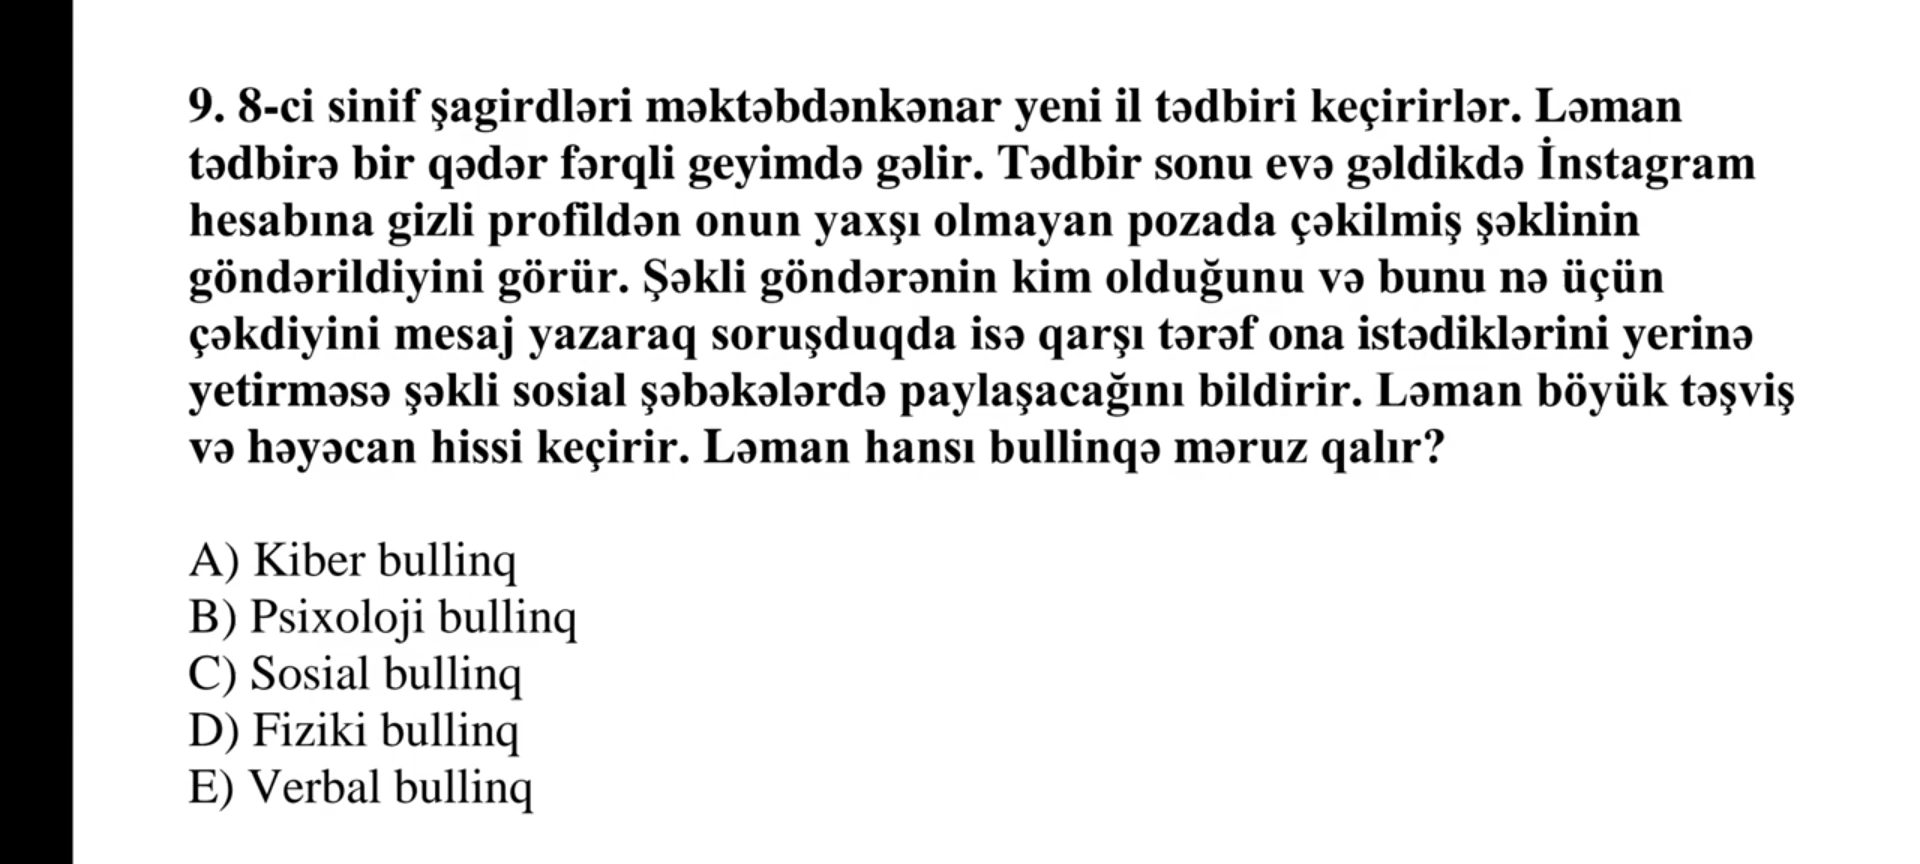 9. 8-ci sinif şagirdləri məktəbdənkənar yeni il tədbiri keçirirlər. Ləman
tədbirə bir qədər fərqli geyimdə gəlir. Tədbir sonu evə gəldikdə İnstagram
hesabına gizli profildən onun yaxşı olmayan pozada çəkilmiş şəklinin
göndərildiyini görür. Şəkli göndərənin kim olduğunu və bunu nə üçün
çəkdiyini mesaj yazaraq soruşduqda isə qarşı tərəf ona istədiklərini yerinə
yetirməsə şəkli sosial şəbəkələrdə paylaşacağını bildirir. Ləman böyük təşviş
və həyəcan hissi keçirir. Ləman hansı bullinqə məruz qalır?
A) Kiber bullinq
B) Psixoloji bullinq
C) Sosial bullinq
D) Fiziki bullinq
E) Verbal bullinq